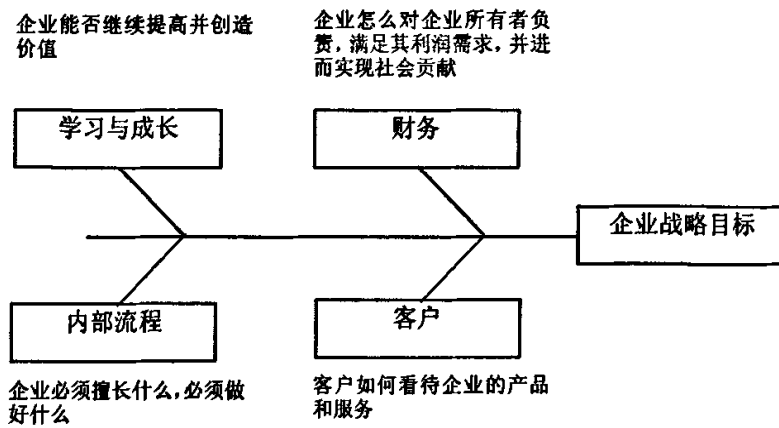 企业能否继续提高并创造
价值
企业怎么对企业所有者负
责，满足其利润需求，并进
而实现社会贡献
学习与成长
财务
企业战略目标
内部流程
客户
企业必须擅长什么，必须做
好什么
客户如何看待企业的产品
和服务